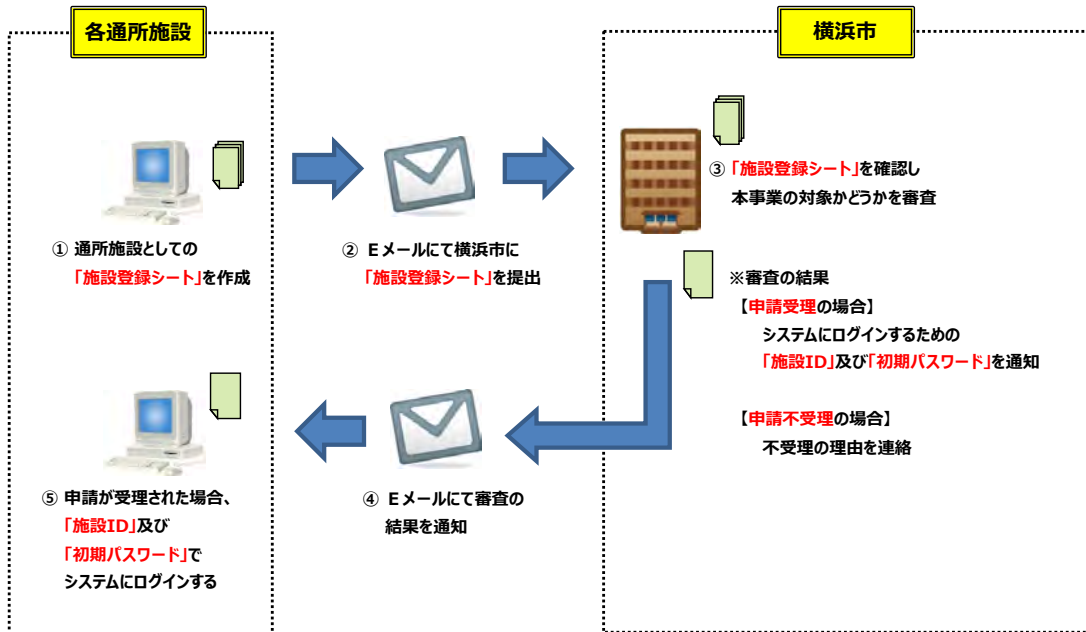 各通所施設
横浜市
① 通所施設としての
「施設登録シート」を作成
② Eメールにて横浜市に
「施設登録シート」を提出
③ 「施設登録シート」を確認し
本事業の対象かどうかを審査
※審査の結果
【申請受理の場合】
システムにログインするための
「施設ID」及び「初期パスワード」を通知
【申請不受理の場合】
不受理の理由を連絡
④ Eメールにて審査の
結果を通知
⑤ 申請が受理された場合、
「施設ID」及び
「初期パスワード」で
システムにログインする